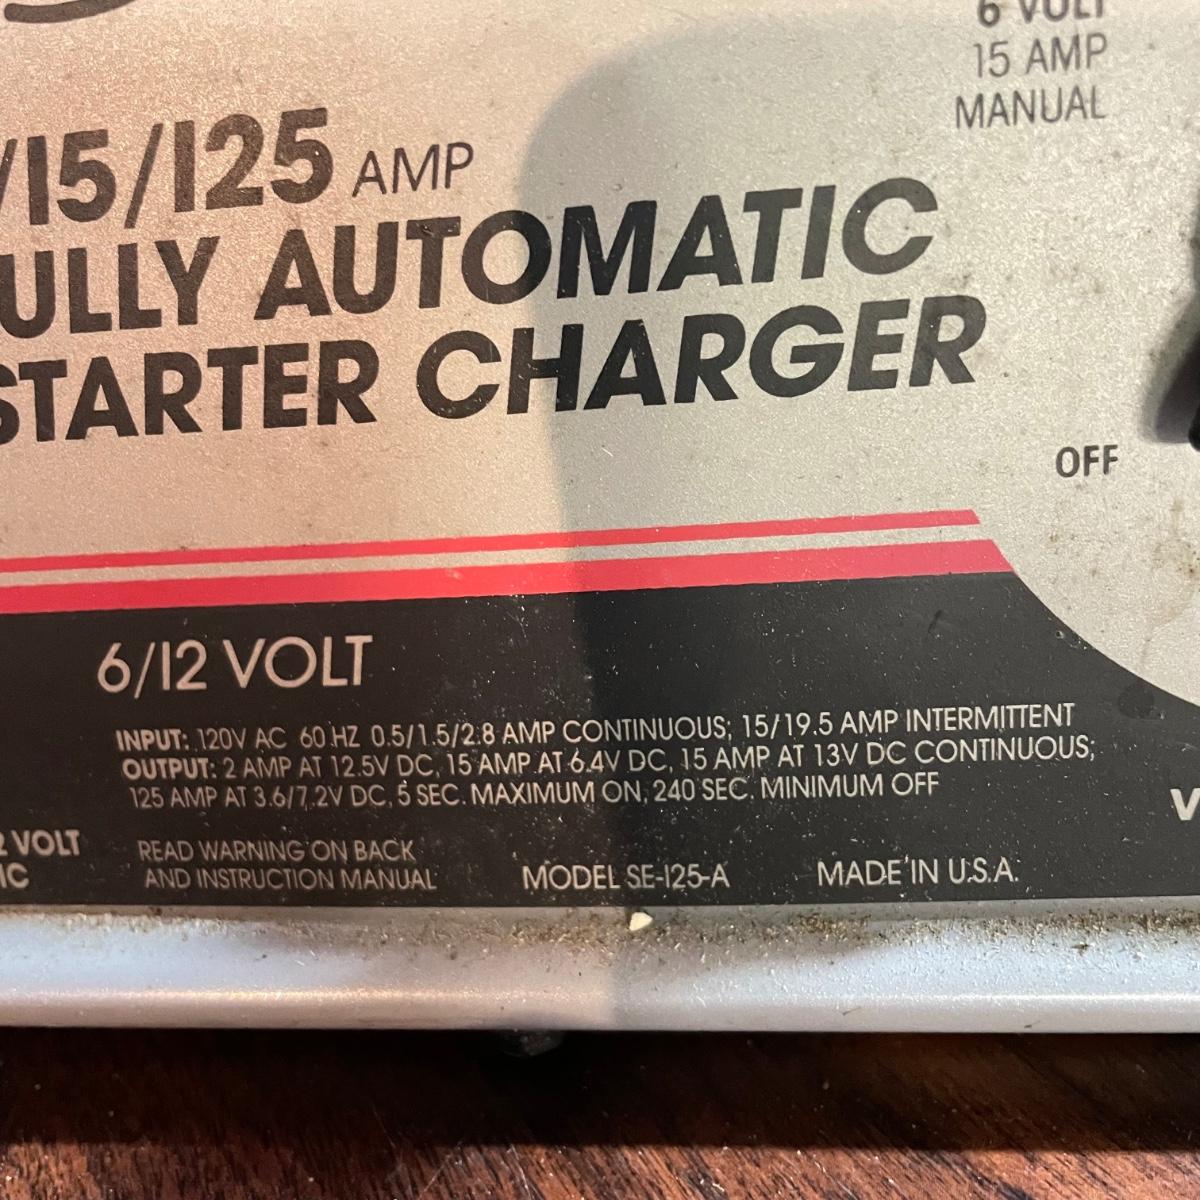 6 VOLT
15 AMP
MANUAL
/15/125 AMP
ULLY AUTOMATIC
STARTER CHARGER
OFF
6/12 VOLT
INPUT: 120V AC 60 HZ 0.5/1.5/2.8 AMP CONTINUOUS; 15/19.5 AMP INTERMITTENT
OUTPUT: 2 AMP AT 12.5V DC, 15 AMP AT 6.4V DC, 15 AMP AT 13V DC CONTINUOUS;
125 AMP AT 3.6/7.2V DC, 5 SEC. MAXIMUM ON, 240 SEC. MINIMUM OFF
V
2 VOLT
IC
READ WARNING ON BACK
AND INSTRUCTION MANUAL
MODEL SE-125-A
MADE IN U.S.A.